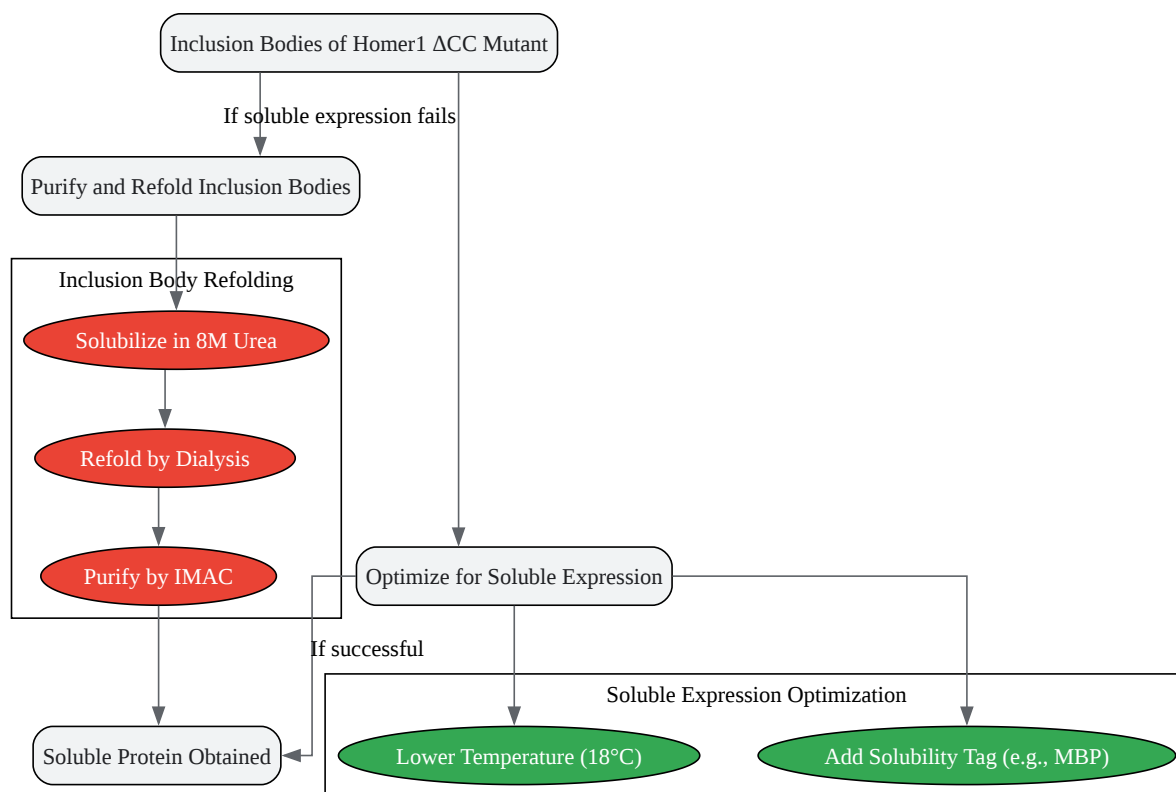 Inclusion Bodies of Homer1 ΔCC Mutant
If soluble expression fails
Purify and Refold Inclusion Bodies
Inclusion Body Refolding
Solubilize in 8M Urea
Refold by Dialysis
Purify by IMAC
Optimize for Soluble Expression
If successful
Soluble Expression Optimization
Soluble Protein Obtained
Lower Temperature (18°C)
Add Solubility Tag (e.g., MBP)